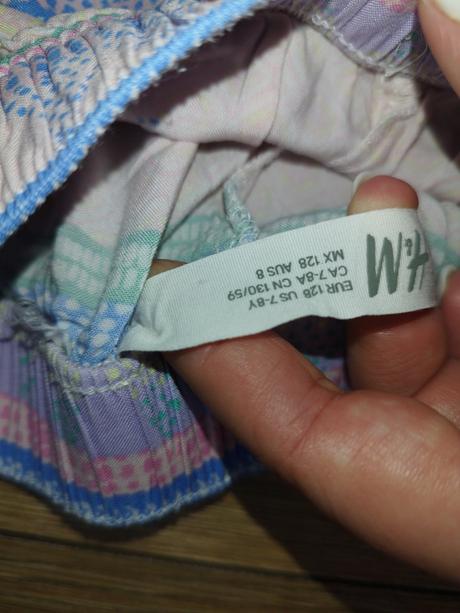 H&M
EUR 128 US 7-8Y
CA 7-8A CN 130/59
MX 128 AUS 8